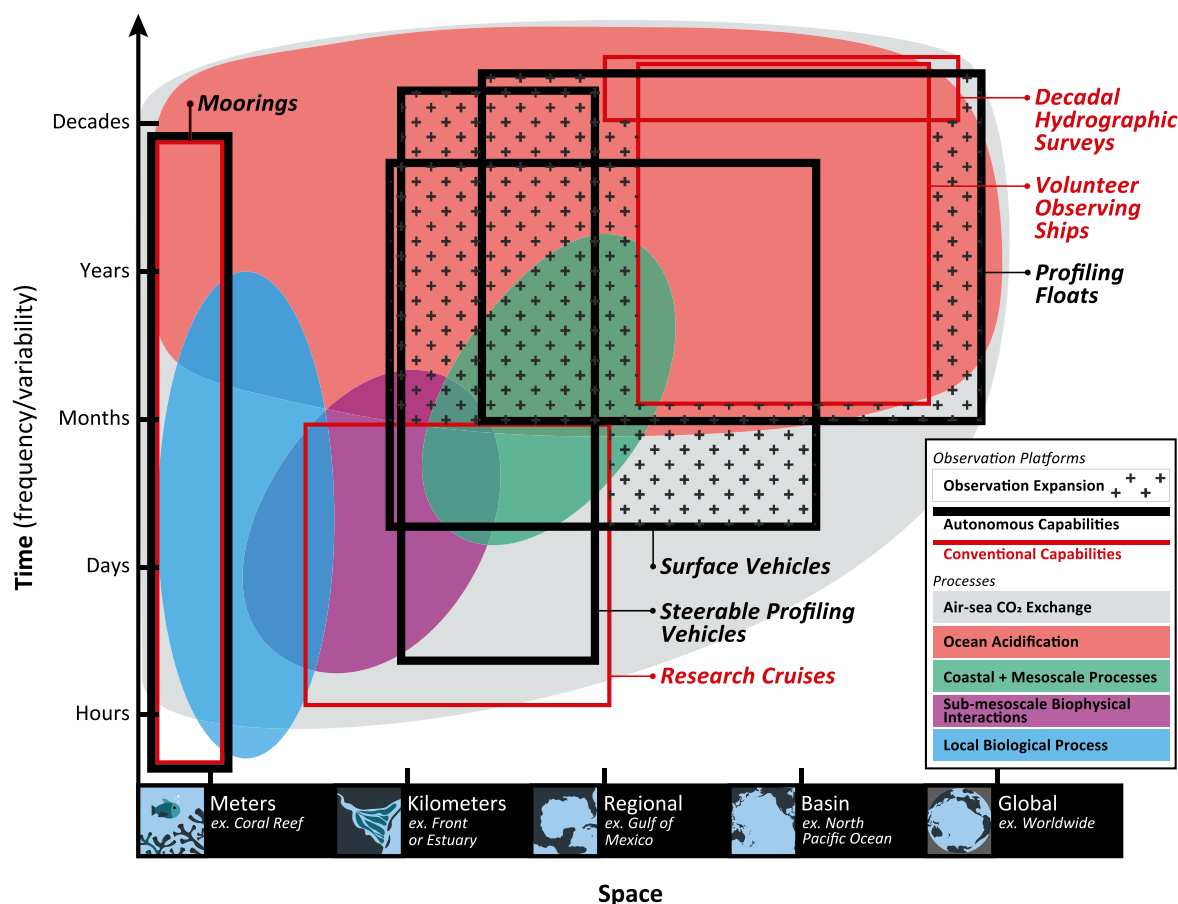 Moorings
Decades
Years
Months
Days
Hours
Time (frequency/variability)
Decadal
Hydrographic
Surveys
Volunteer
Observing
Ships
Profiling
Floats
Surface Vehicles
Steerable Profiling
Vehicles
Research Cruises
Observation Platforms
Observation Expansion
Autonomous Capabilities
Conventional Capabilities
Processes
Air-sea CO₂ Exchange
Ocean Acidification
Coastal + Mesoscale Processes
Sub-mesoscale Biophysical
Interactions
Local Biological Process
Meters
ex. Coral Reef
Kilometers
ex. Front
or Estuary
Regional
ex. Gulf of
Mexico
Basin
ex. North
Pacific Ocean
Global
ex. Worldwide
Space